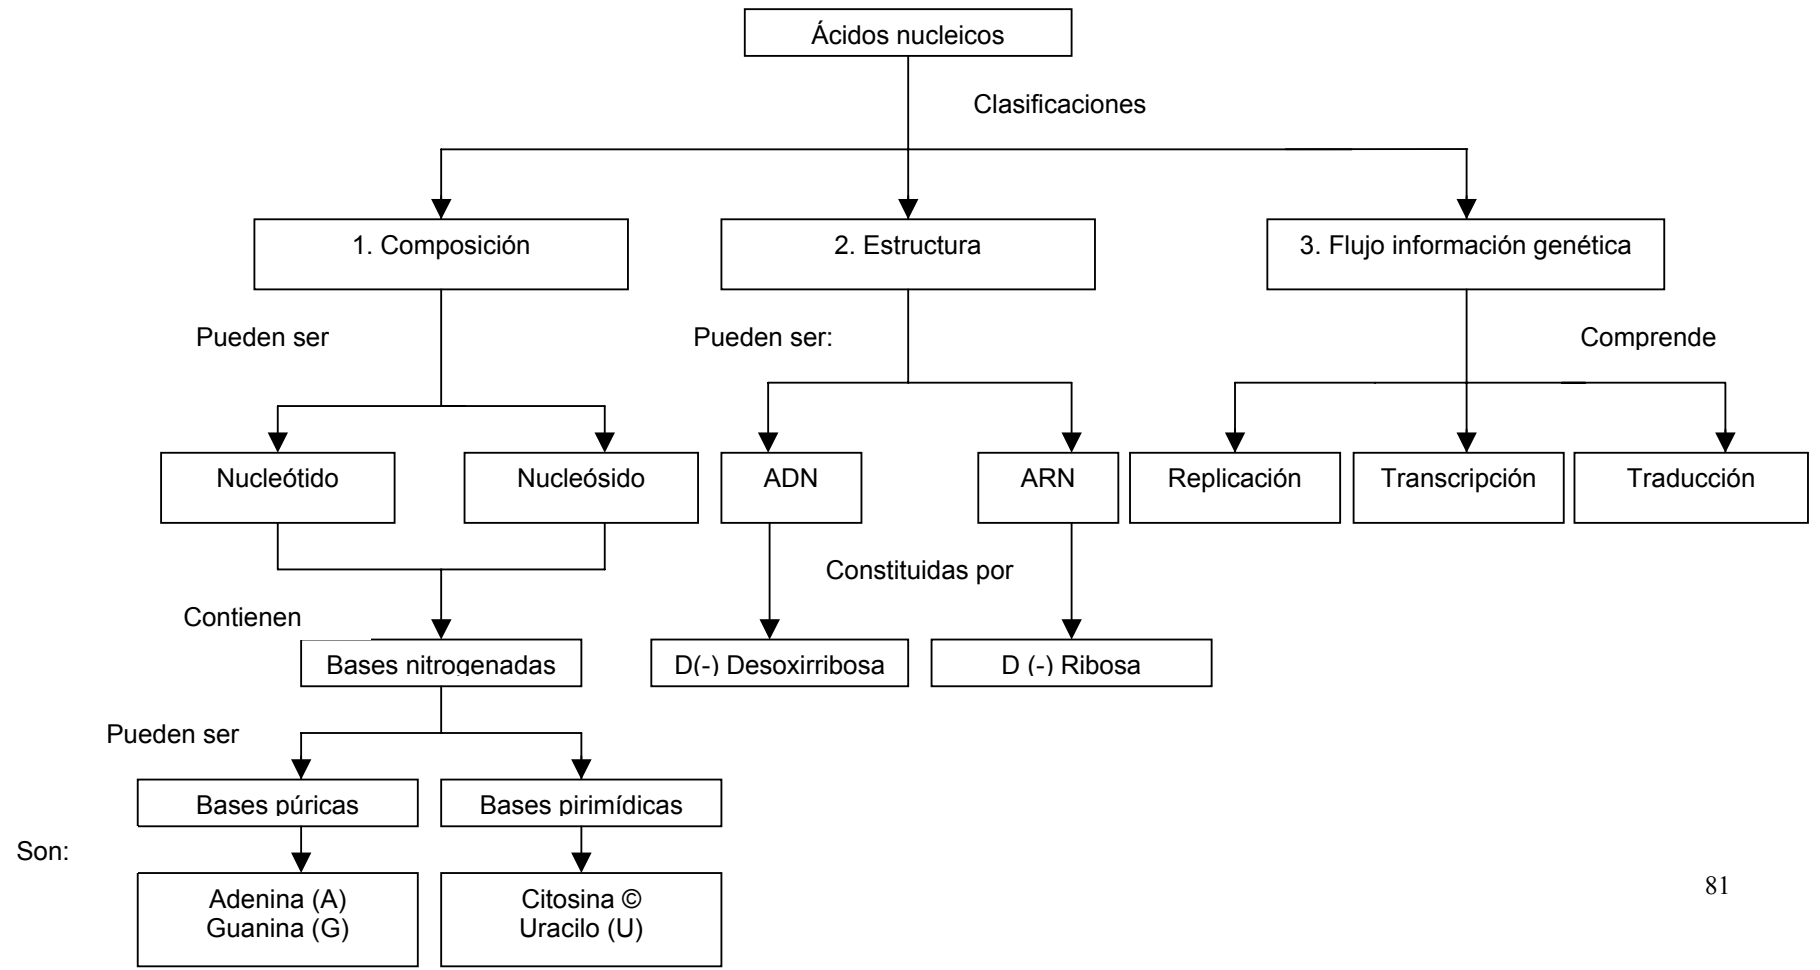 Ácidos nucleicos
Clasificaciones
1. Composición
2. Estructura
3. Flujo información genética
Pueden ser
Pueden ser:
Comprende
Nucleótido
Nucleósido
ADN
ARN
Replicación
Transcripción
Traducción
Constituidas por
Contienen
Bases nitrogenadas
D(-) Desoxirribosa
D (-) Ribosa
Pueden ser
Bases púricas
Bases pirimídicas
Son:
Adenina (A)
Guanina (G)
Citosina ©
Uracilo (U)
81